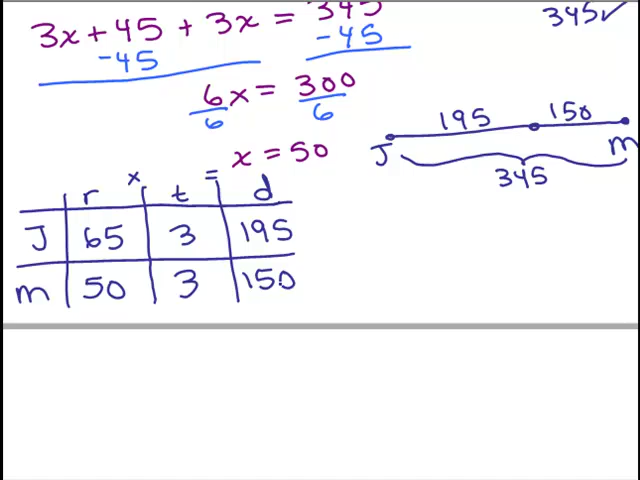 3x + 45 + 3x = 345
-45 -45
345✓
6x = 300
6 6
x = 50
195 150
J m
345
r x t = d
J 65 3 195
m 50 3 150